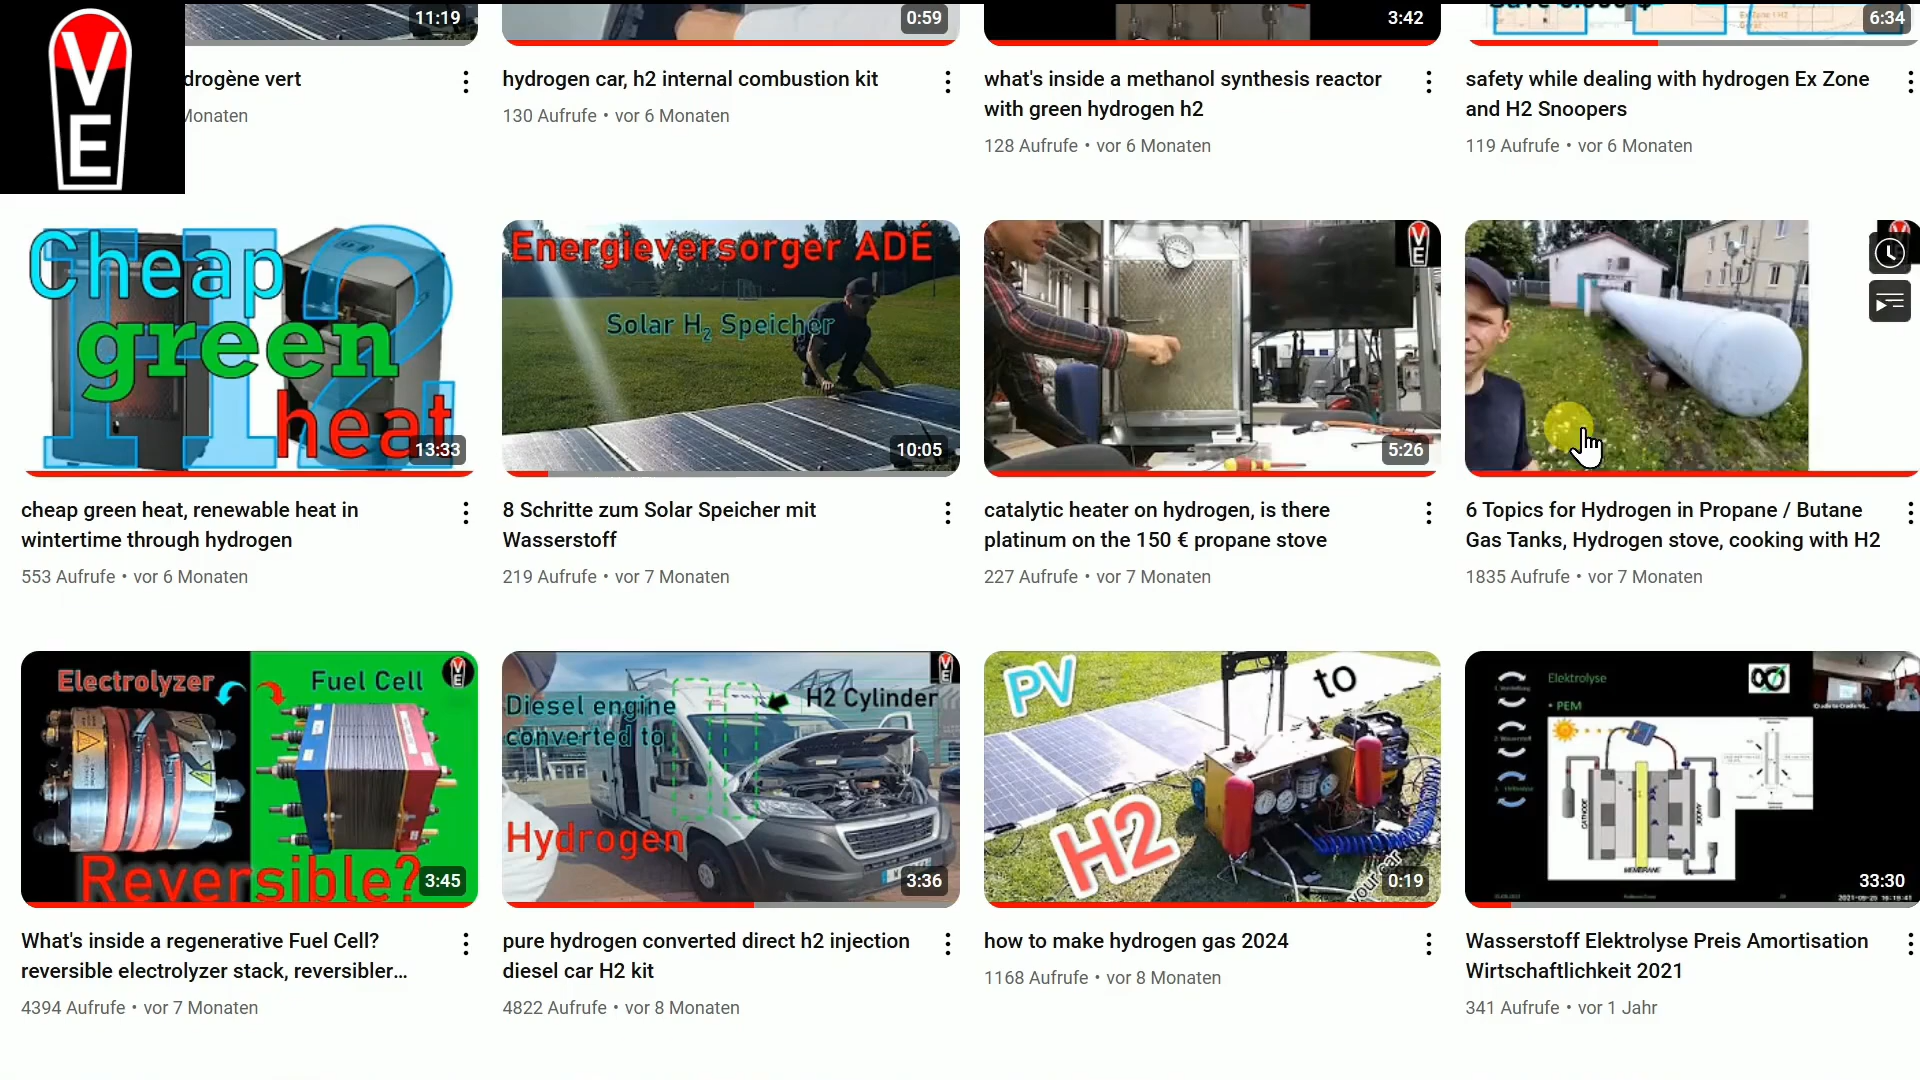 V
E
11:19
0:59
3:42
6:34
drogène vert
Monaten
hydrogen car, h2 internal combustion kit
130 Aufrufe • vor 6 Monaten
what's inside a methanol synthesis reactor
with green hydrogen h2
128 Aufrufe • vor 6 Monaten
safety while dealing with hydrogen Ex Zone
and H2 Snoopers
119 Aufrufe • vor 6 Monaten
H2
Cheap
green
heat
13:33
Energieversorger ADÉ
Solar H₂ Speicher
10:05
VE
5:26
cheap green heat, renewable heat in
wintertime through hydrogen
553 Aufrufe • vor 6 Monaten
8 Schritte zum Solar Speicher mit
Wasserstoff
219 Aufrufe • vor 7 Monaten
catalytic heater on hydrogen, is there
platinum on the 150 € propane stove
227 Aufrufe • vor 7 Monaten
6 Topics for Hydrogen in Propane / Butane
Gas Tanks, Hydrogen stove, cooking with H2
1835 Aufrufe • vor 7 Monaten
Electrolyzer
Fuel Cell
VE
Reversible?
3:45
Diesel engine
converted to
H2 Cylinder
VE
Hydrogen
3:36
PV
to
H2
your car
0:19
Elektrolyse
• PEM
CATHODE
ANODE
MEMBRANE
33:30
What's inside a regenerative Fuel Cell?
reversible electrolyzer stack, reversibler...
4394 Aufrufe • vor 7 Monaten
pure hydrogen converted direct h2 injection
diesel car H2 kit
4822 Aufrufe • vor 8 Monaten
how to make hydrogen gas 2024
1168 Aufrufe • vor 8 Monaten
Wasserstoff Elektrolyse Preis Amortisation
Wirtschaftlichkeit 2021
341 Aufrufe • vor 1 Jahr